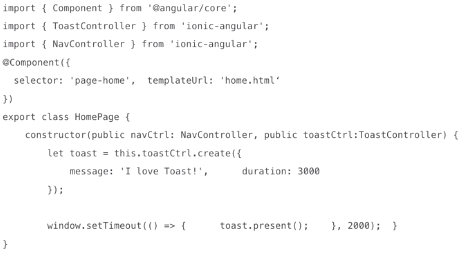 import { Component } from '@angular/core';
import { ToastController } from 'ionic-angular';
import { NavController } from 'ionic-angular';
@Component({
  selector: 'page-home',  templateUrl: 'home.html‘
})
export class HomePage {
    constructor(public navCtrl: NavController, public toastCtrl:ToastController) {
        let toast = this.toastCtrl.create({
            message: 'I love Toast!',      duration: 3000
        });
        window.setTimeout(() => {      toast.present();    }, 2000);  }
}